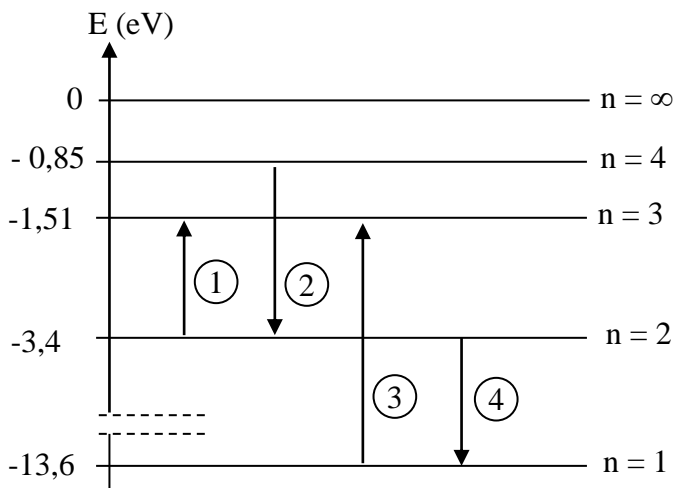 E (eV)
0 n = ∞
- 0,85 n = 4
-1,51 n = 3
1 2
-3,4 n = 2
3 4
-13,6 n = 1